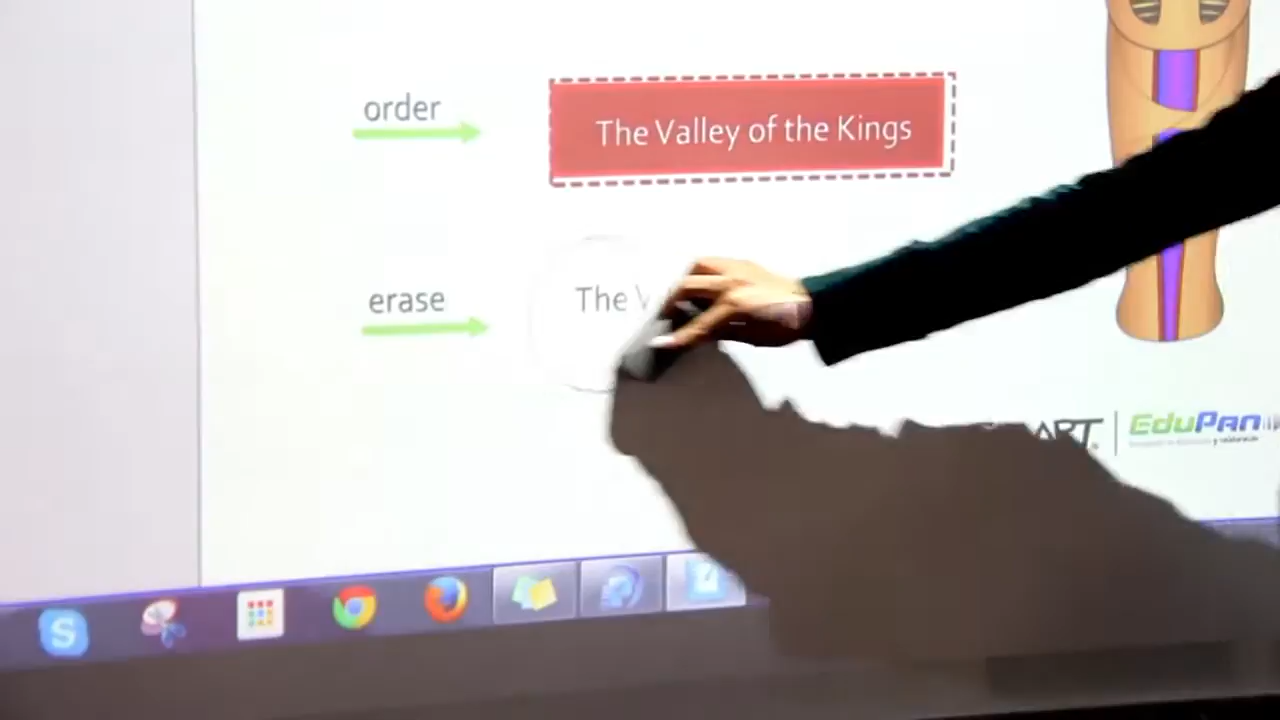 order
The Valley of the Kings
erase
The
EduPan
S